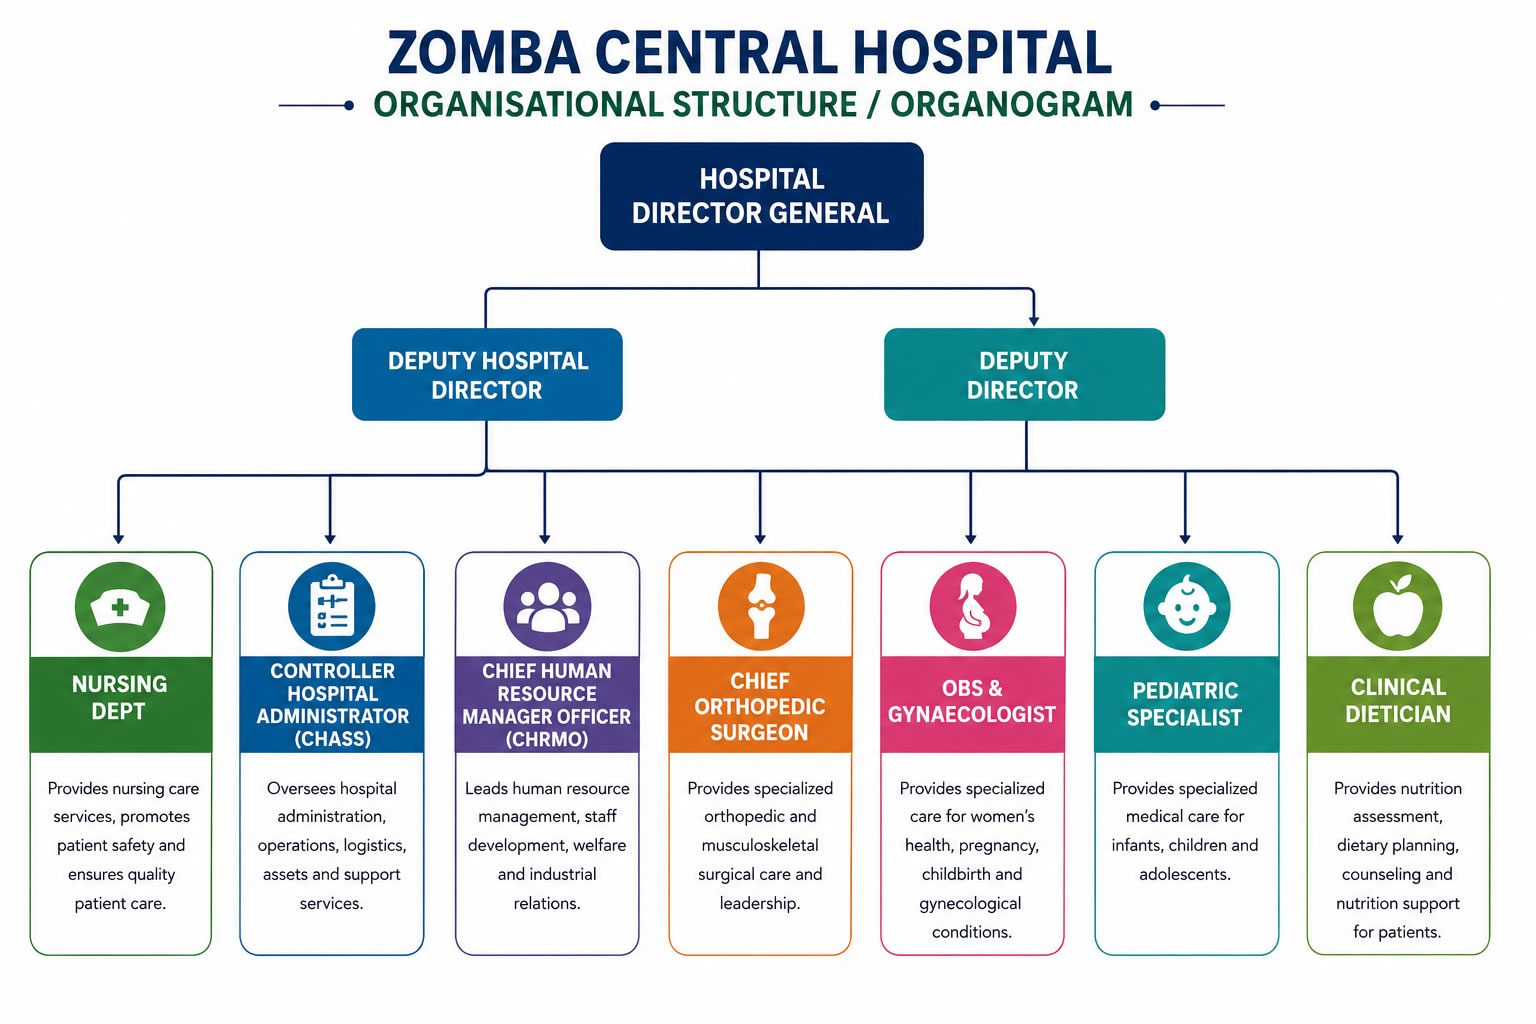 ZOMBA CENTRAL HOSPITAL
ORGANISATIONAL STRUCTURE / ORGANOGRAM
HOSPITAL
DIRECTOR GENERAL
DEPUTY HOSPITAL
DIRECTOR
DEPUTY
DIRECTOR
NURSING
DEPT
Provides nursing care
services, promotes
patient safety and
ensures quality
patient care.
CONTROLLER
HOSPITAL
ADMINISTRATOR
(CHASS)
Oversees hospital
administration,
operations, logistics,
assets and support
services.
CHIEF HUMAN
RESOURCE
MANAGER OFFICER
(CHRMO)
Leads human resource
management, staff
development, welfare
and industrial
relations.
CHIEF
ORTHOPEDIC
SURGEON
Provides specialized
orthopedic and
musculoskeletal
surgical care and
leadership.
OBS &
GYNAECOLOGIST
Provides specialized
care for women’s
health, pregnancy,
childbirth and
gynecological
conditions.
PEDIATRIC
SPECIALIST
Provides specialized
medical care for
infants, children and
adolescents.
CLINICAL
DIETICIAN
Provides nutrition
assessment,
dietary planning,
counseling and
nutrition support
for patients.